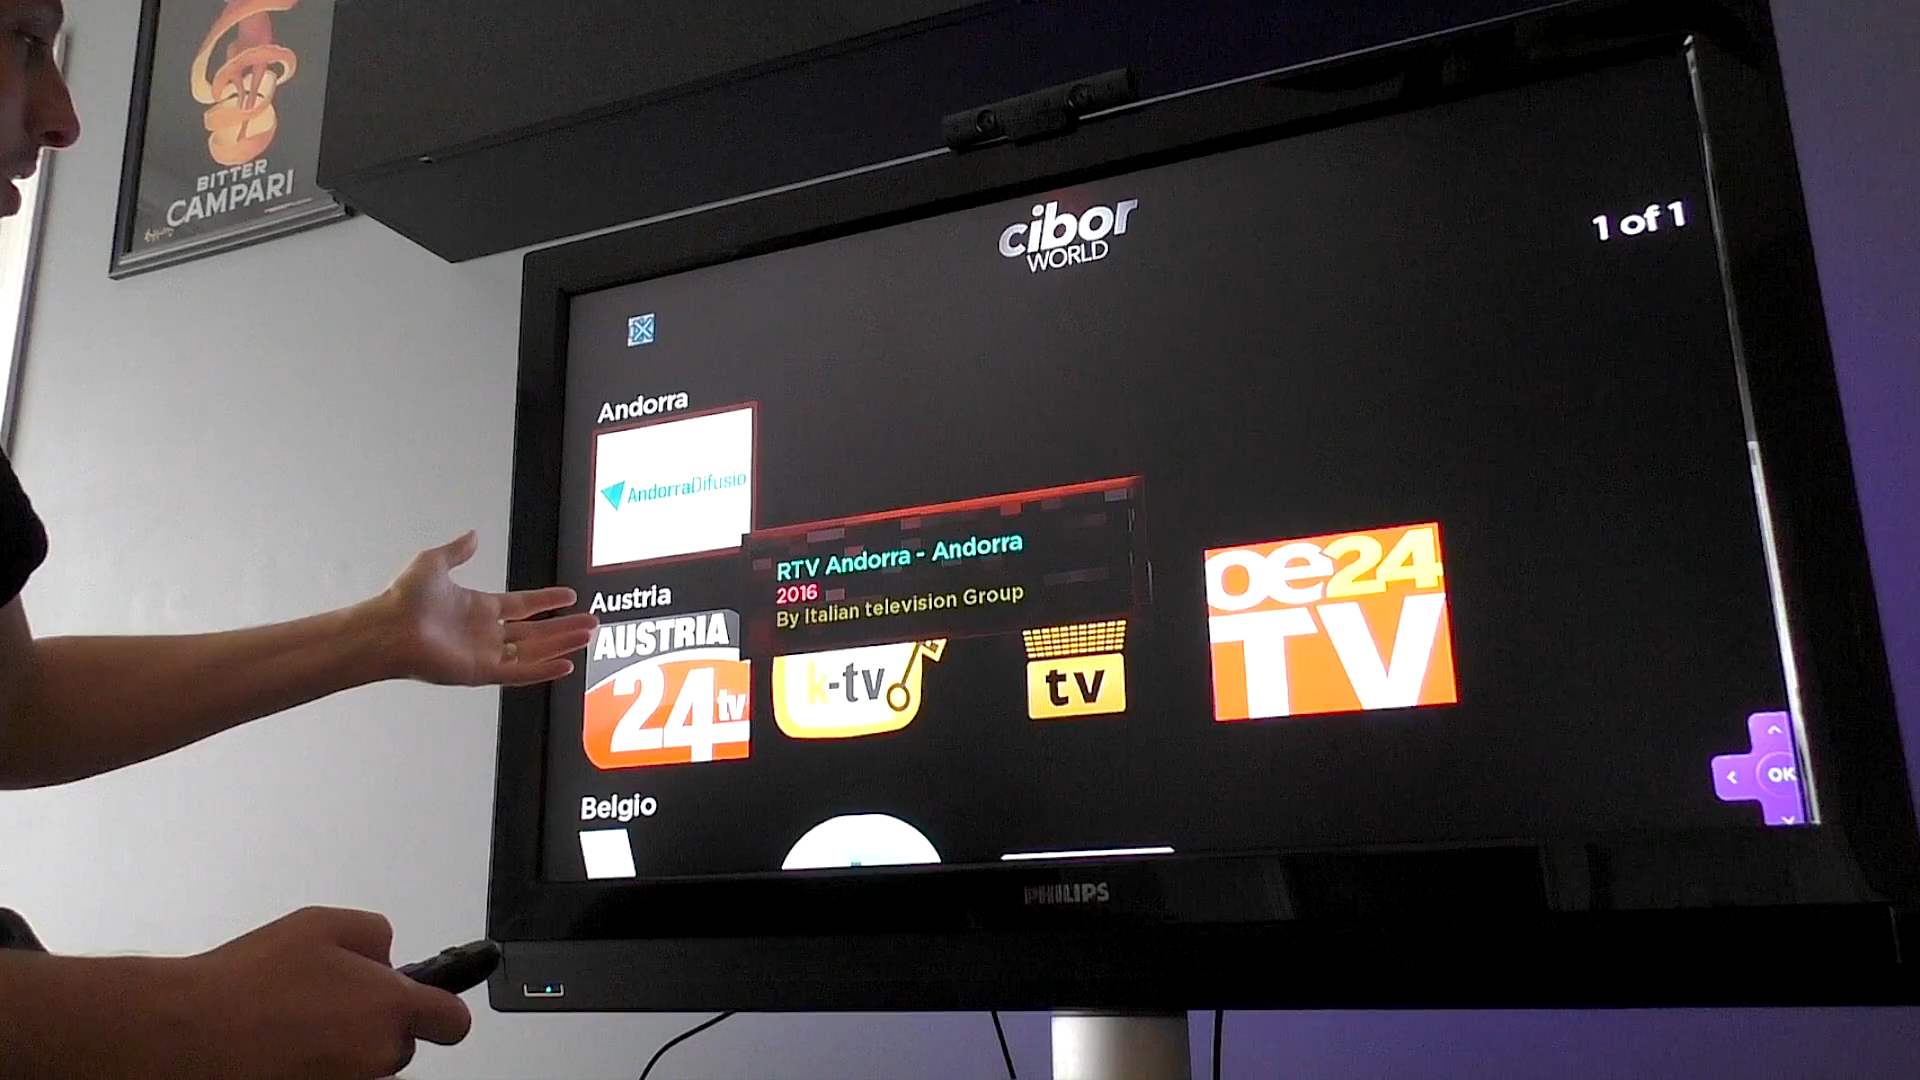 BITTER
CAMPARI
cibor
WORLD
1 of 1
Andorra
AndorraDifusio
RTV Andorra - Andorra
2016
By Italian television Group
Austria
AUSTRIA
24 tv
k-tv
tv
oe24
TV
Belgio
OK
PHILIPS